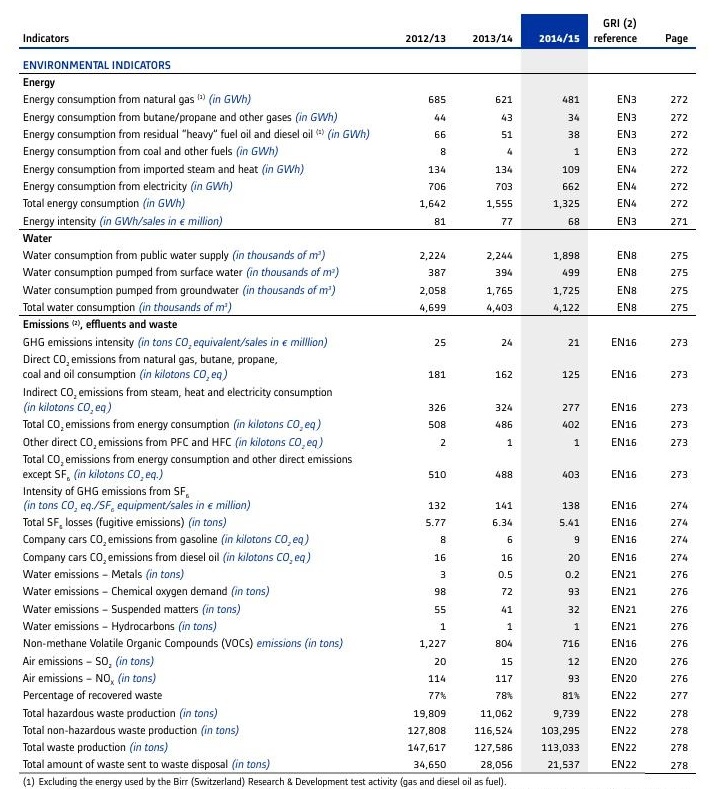 Indicators 2012/13 2013/14 2014/15 GRI (2) reference Page
ENVIRONMENTAL INDICATORS
Energy
Energy consumption from natural gas (1) (in GWh) 685 621 481 EN3 272
Energy consumption from butane/propane and other gases (in GWh) 44 43 34 EN3 272
Energy consumption from residual "heavy" fuel oil and diesel oil (1) (in GWh) 66 51 38 EN3 272
Energy consumption from coal and other fuels (in GWh) 8 4 1 EN3 272
Energy consumption from imported steam and heat (in GWh) 134 134 109 EN4 272
Energy consumption from electricity (in GWh) 706 703 662 EN4 272
Total energy consumption (in GWh) 1,642 1,555 1,325 EN4 272
Energy intensity (in GWh/sales in € million) 81 77 68 EN3 271
Water
Water consumption from public water supply (in thousands of m³) 2,224 2,244 1,898 EN8 275
Water consumption pumped from surface water (in thousands of m³) 387 394 499 EN8 275
Water consumption pumped from groundwater (in thousands of m³) 2,058 1,765 1,725 EN8 275
Total water consumption (in thousands of m³) 4,699 4,403 4,122 EN8 275
Emissions (2), effluents and waste
GHG emissions intensity (in tons CO₂ equivalent/sales in € milllion) 25 24 21 EN16 273
Direct CO₂ emissions from natural gas, butane, propane,
coal and oil consumption (in kilotons CO₂ eq) 181 162 125 EN16 273
Indirect CO₂ emissions from steam, heat and electricity consumption
(in kilotons CO₂ eq) 326 324 277 EN16 273
Total CO₂ emissions from energy consumption (in kilotons CO₂ eq) 508 486 402 EN16 273
Other direct CO₂ emissions from PFC and HFC (in kilotons CO₂ eq) 2 1 1 EN16 273
Total CO₂ emissions from energy consumption and other direct emissions
except SF₆ (in kilotons CO₂ eq.) 510 488 403 EN16 273
Intensity of GHG emissions from SF₆
(in tons CO₂ eq./SF₆ equipment/sales in € million) 132 141 138 EN16 274
Total SF₆ losses (fugitive emissions) (in tons) 5.77 6.34 5.41 EN16 274
Company cars CO₂ emissions from gasoline (in kilotons CO₂ eq) 8 6 9 EN16 274
Company cars CO₂ emissions from diesel oil (in kilotons CO₂ eq) 16 16 20 EN16 274
Water emissions – Metals (in tons) 3 0.5 0.2 EN21 276
Water emissions – Chemical oxygen demand (in tons) 98 72 93 EN21 276
Water emissions – Suspended matters (in tons) 55 41 32 EN21 276
Water emissions – Hydrocarbons (in tons) 1 1 1 EN21 276
Non-methane Volatile Organic Compounds (VOCs) emissions (in tons) 1,227 804 716 EN16 276
Air emissions – SO₂ (in tons) 20 15 12 EN20 276
Air emissions – NOₓ (in tons) 114 117 93 EN20 276
Percentage of recovered waste 77% 78% 81% EN22 277
Total hazardous waste production (in tons) 19,809 11,062 9,739 EN22 278
Total non-hazardous waste production (in tons) 127,808 116,524 103,295 EN22 278
Total waste production (in tons) 147,617 127,586 113,033 EN22 278
Total amount of waste sent to waste disposal (in tons) 34,650 28,056 21,537 EN22 278
(1) Excluding the energy used by the Birr (Switzerland) Research & Development test activity (gas and diesel oil as fuel).